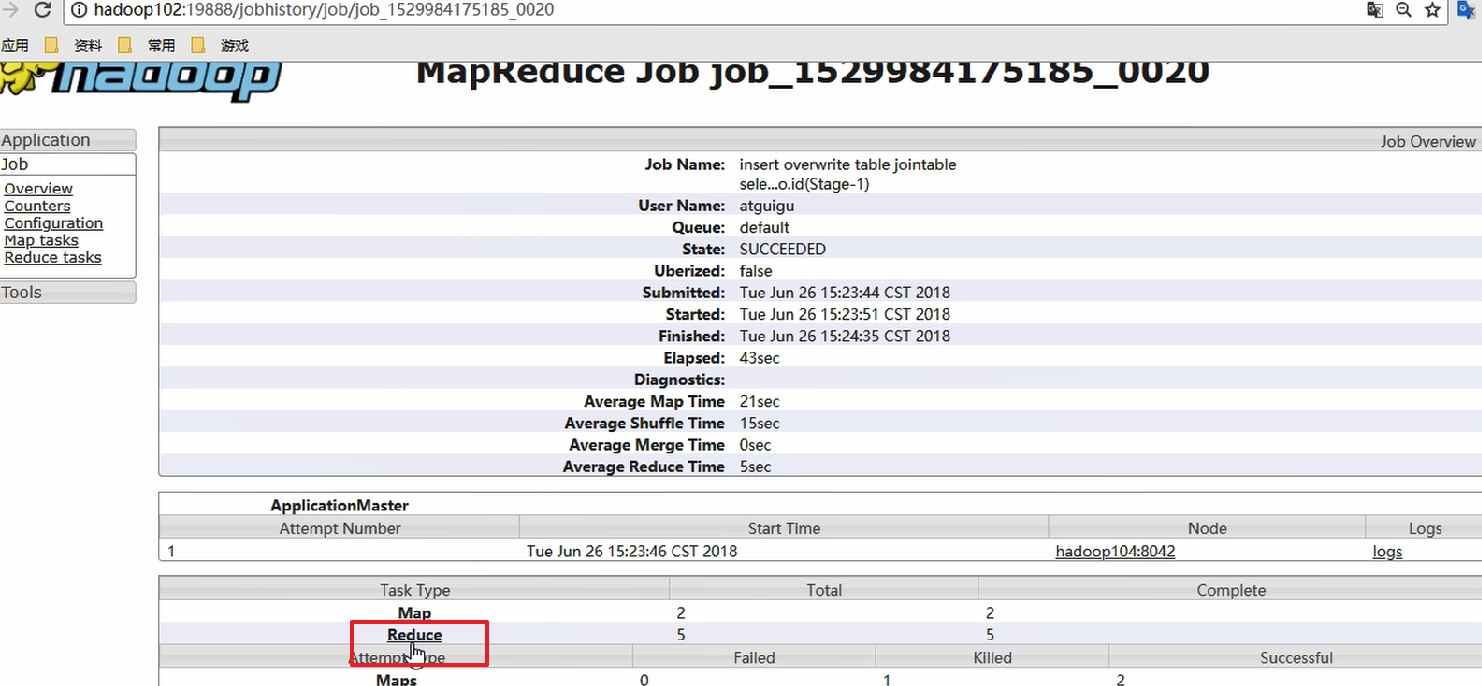 hadoop102:19888/jobhistory/job/job_1529984175185_0020
应用 资料 常用 游戏
hadoop
MapReduce Job job_1529984175185_0020
Application
Job
Overview
Counters
Configuration
Map tasks
Reduce tasks
Tools
Job Overview
Job Name: insert overwrite table jointable
sele...o.id(Stage-1)
User Name: atguigu
Queue: default
State: SUCCEEDED
Uberized: false
Submitted: Tue Jun 26 15:23:44 CST 2018
Started: Tue Jun 26 15:23:51 CST 2018
Finished: Tue Jun 26 15:24:35 CST 2018
Elapsed: 43sec
Diagnostics:
Average Map Time 21sec
Average Shuffle Time 15sec
Average Merge Time 0sec
Average Reduce Time 5sec
ApplicationMaster
Attempt Number Start Time Node Logs
1 Tue Jun 26 15:23:46 CST 2018 hadoop104:8042 logs
Task Type Total Complete
Map 2 2
Reduce 5 5
Attempt Type Failed Killed Successful
Maps 0 1 2